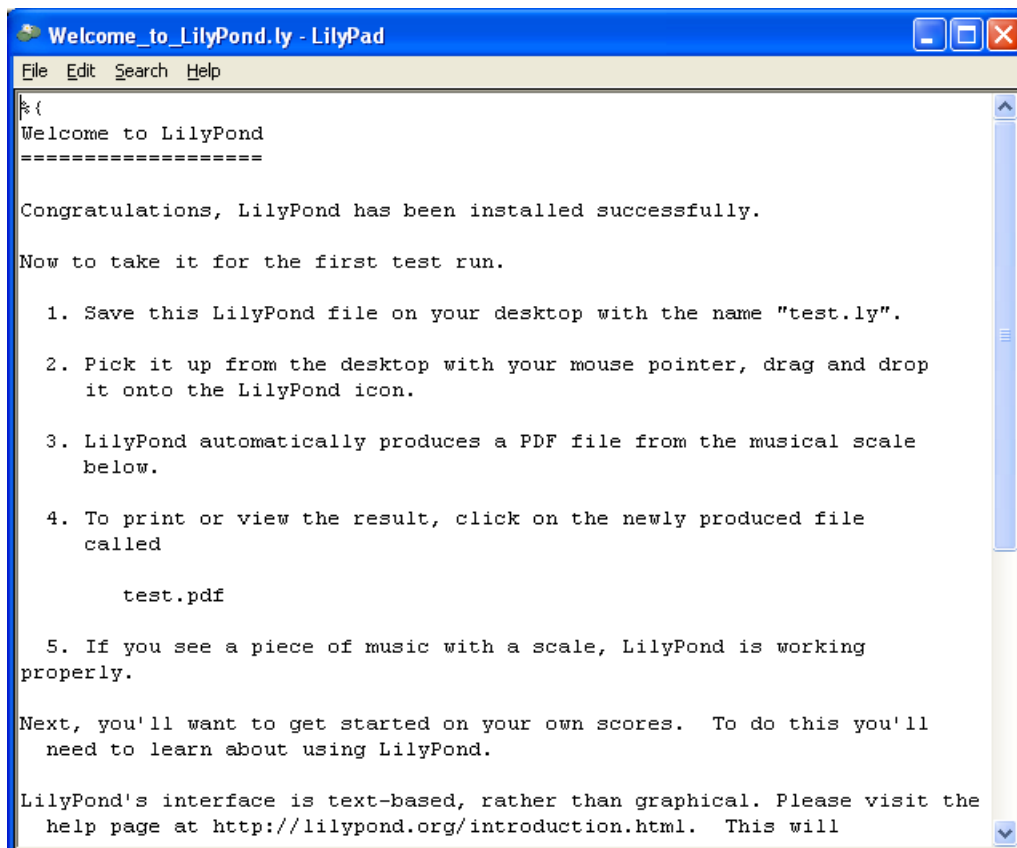 Welcome_to_LilyPond.ly - LilyPad
File Edit Search Help
%{
Welcome to LilyPond
===================
Congratulations, LilyPond has been installed successfully.
Now to take it for the first test run.
1. Save this LilyPond file on your desktop with the name "test.ly".
2. Pick it up from the desktop with your mouse pointer, drag and drop
it onto the LilyPond icon.
3. LilyPond automatically produces a PDF file from the musical scale
below.
4. To print or view the result, click on the newly produced file
called
test.pdf
5. If you see a piece of music with a scale, LilyPond is working
properly.
Next, you'll want to get started on your own scores.  To do this you'll
need to learn about using LilyPond.
LilyPond's interface is text-based, rather than graphical. Please visit the
help page at http://lilypond.org/introduction.html.  This will